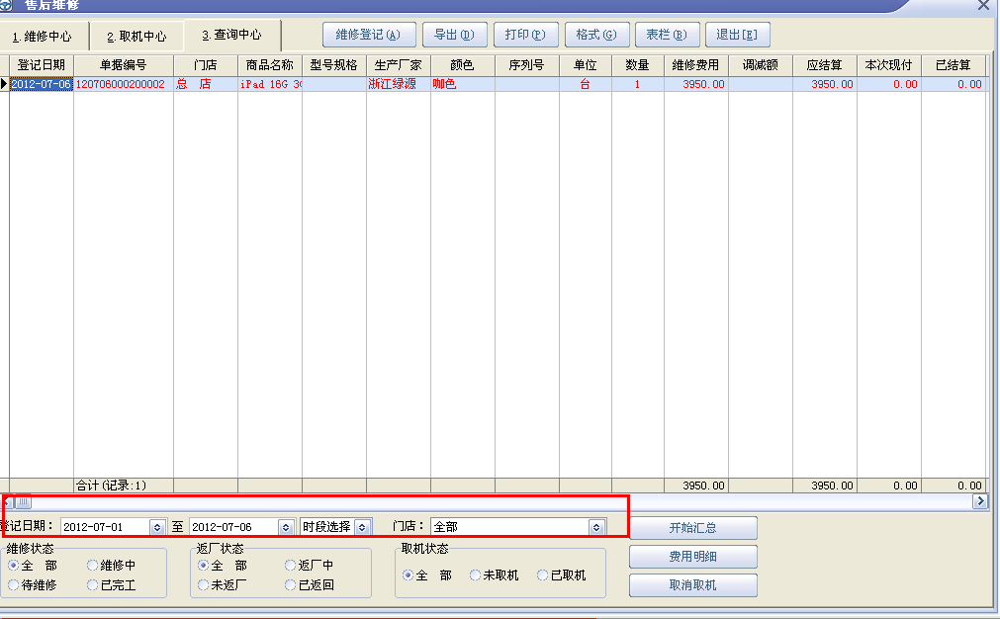 售后维修
1.维修中心 2.取机中心 3.查询中心 维修登记(A) 导出(D) 打印(P) 格式(G) 表栏(B) 退出[E]
登记日期 单据编号 门店 商品名称 型号规格 生产厂家 颜色 序列号 单位 数量 维修费用 调减额 应结算 本次现付 已结算
2012-07-06 120706000200002 总 店 iPad 16G 3G 浙江绿源 咖色 台 1 3950.00 3950.00 0.00 0.00
合计(记录:1) 3950.00 3950.00 0.00 0.00
登记日期: 2012-07-01 至 2012-07-06 时段选择 门店: 全部 开始汇总
维修状态 返厂状态 取机状态
全 部 维修中 全 部 返厂中 全 部 未取机 已取机 费用明细
待维修 已完工 未返厂 已返回 取消取机